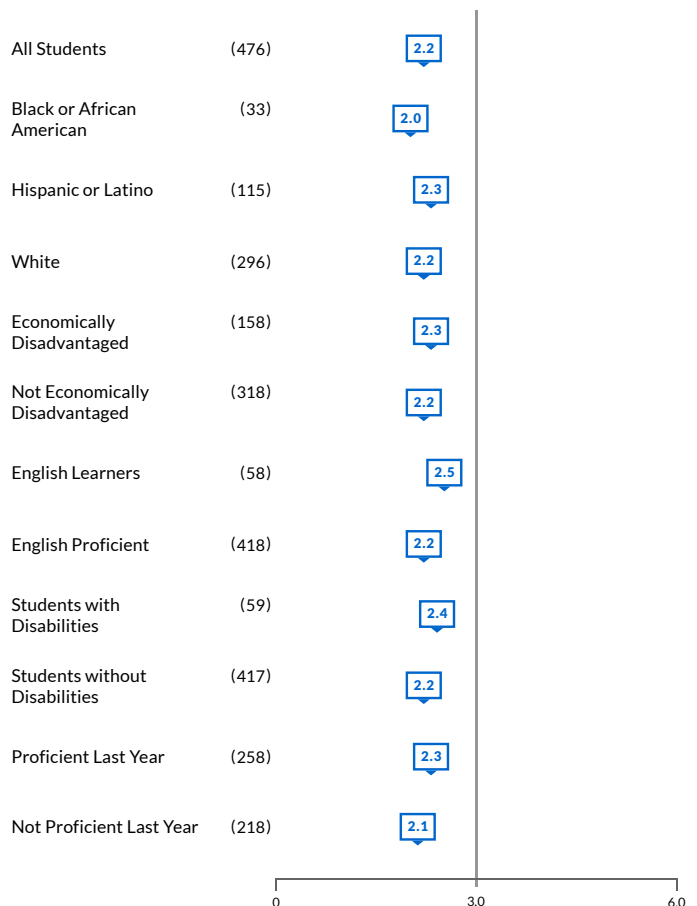 All Students (476) 2.2
Black or African (33) 2.0
American
Hispanic or Latino (115) 2.3
White (296) 2.2
Economically (158) 2.3
Disadvantaged
Not Economically (318) 2.2
Disadvantaged
English Learners (58) 2.5
English Proficient (418) 2.2
Students with (59) 2.4
Disabilities
Students without (417) 2.2
Disabilities
Proficient Last Year (258) 2.3
Not Proficient Last Year (218) 2.1
0 3.0 6.0